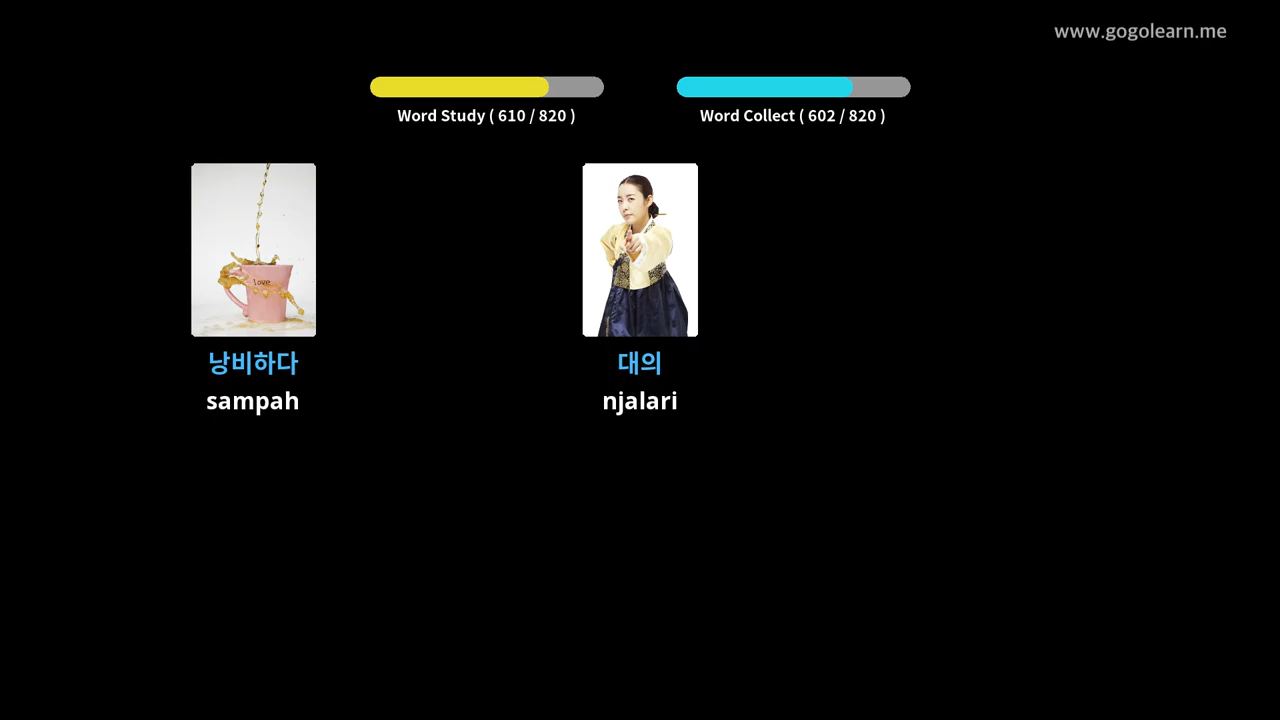 www.gogolearn.me
Word Study ( 610 / 820 )
Word Collect ( 602 / 820 )
love
낭비하다
대의
sampah
njalari